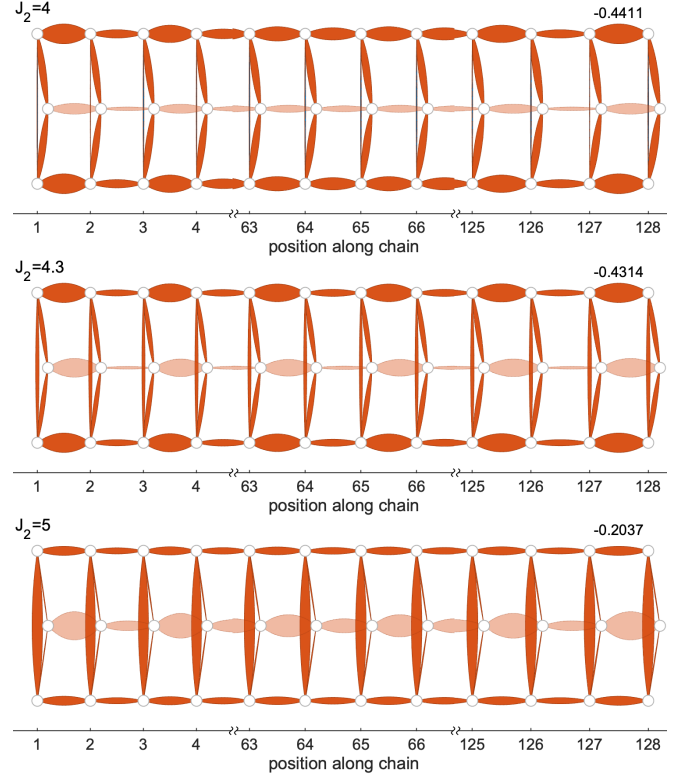 J2=4
-0.4411
1 2 3 4 63 64 65 66 125 126 127 128
position along chain
J2=4.3
-0.4314
1 2 3 4 63 64 65 66 125 126 127 128
position along chain
J2=5
-0.2037
1 2 3 4 63 64 65 66 125 126 127 128
position along chain